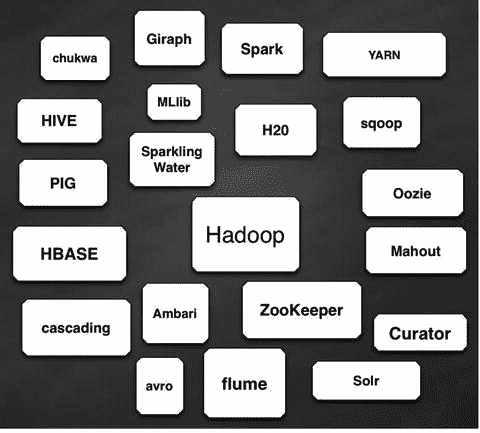 Giraph
Spark
YARN
chukwa
MLlib
HIVE
H20
sqoop
Sparkling
Water
PIG
Oozie
Hadoop
HBASE
Mahout
Ambari
ZooKeeper
cascading
Curator
avro
flume
Solr